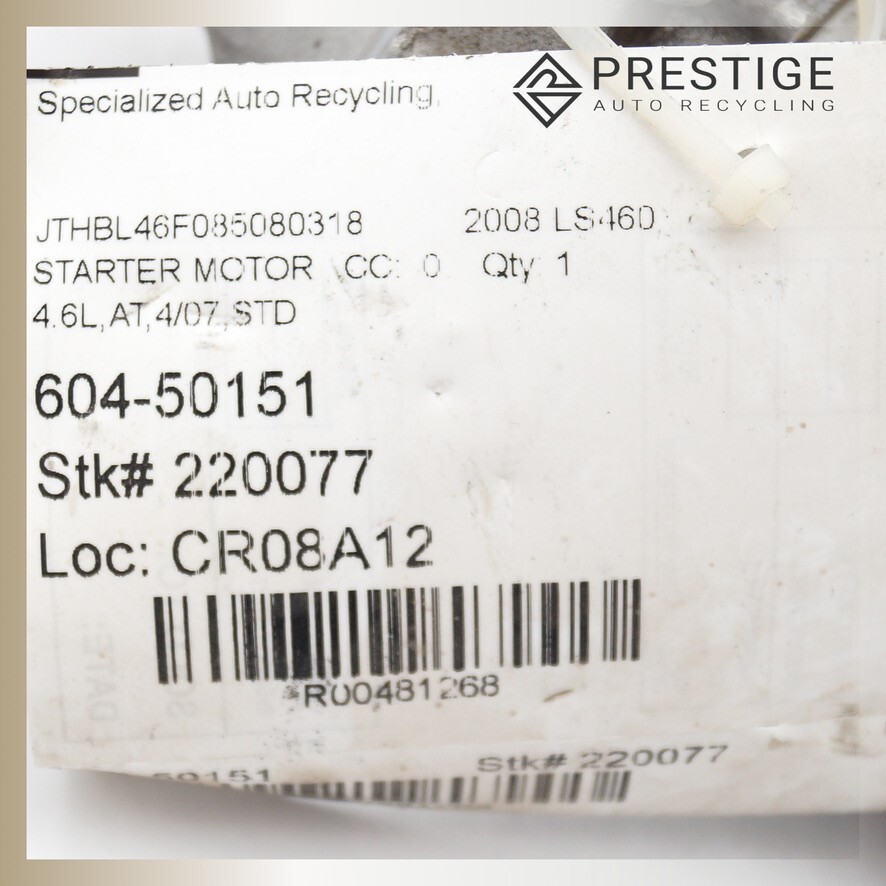 PRESTIGE
AUTO RECYCLING
Specialized Auto Recycling,
JTHBL46F085080318 2008 LS460
STARTER MOTOR CC: 0 Qty: 1
4.6L,AT,4/07,STD
604-50151
Stk# 220077
Loc: CR08A12
*R00481268
50151 Stk# 220077